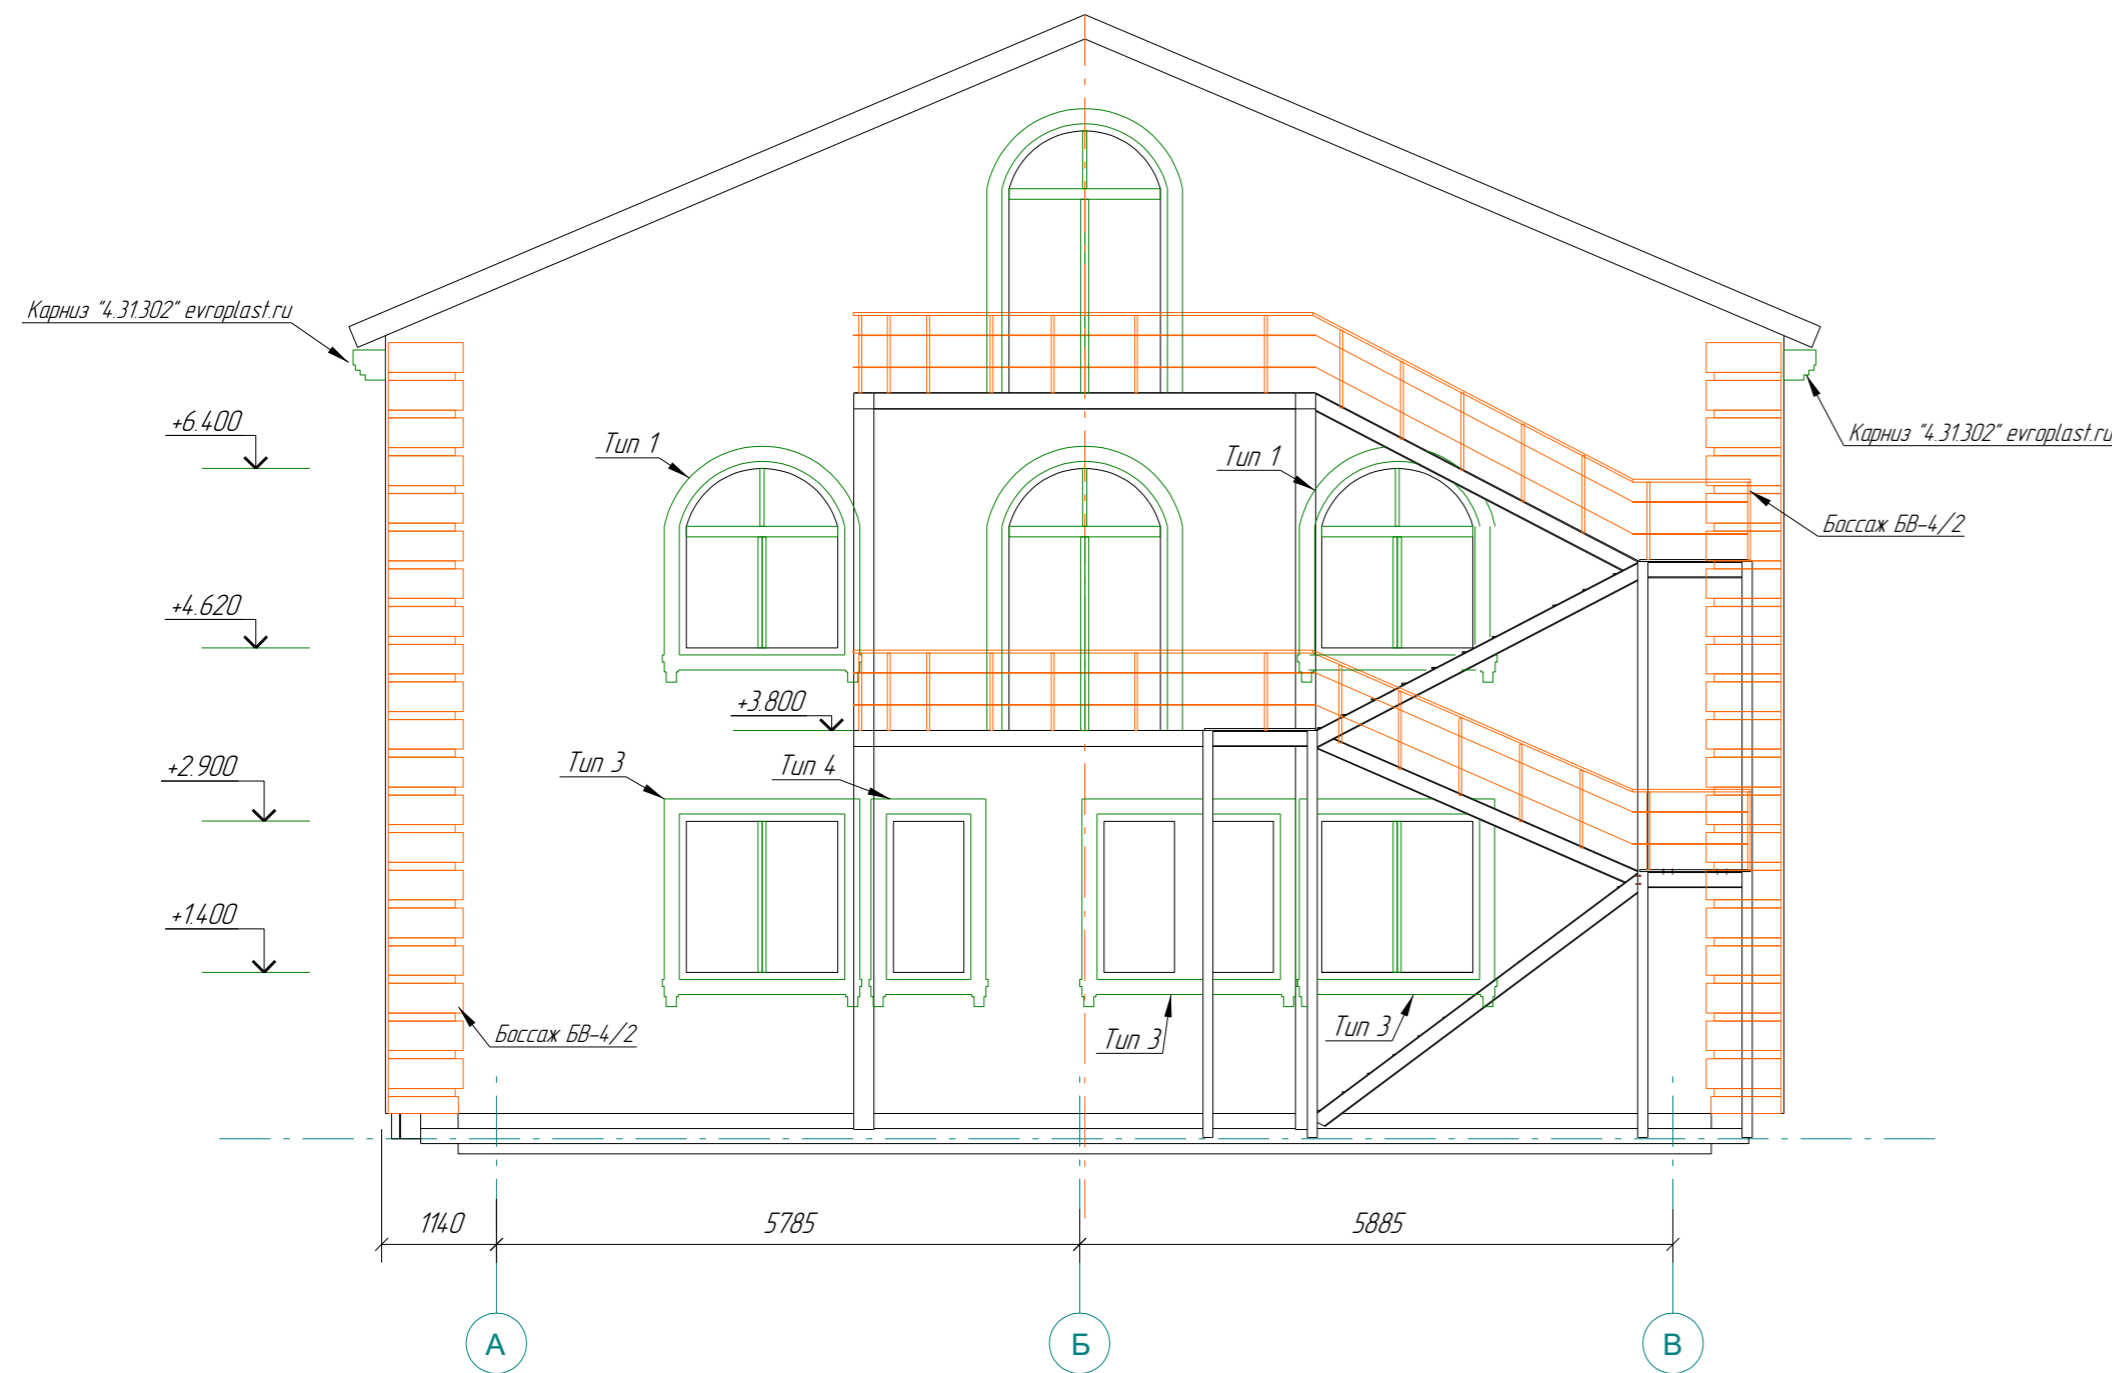 Карниз "4.31.302" evroplast.ru
+6.400
Тип 1
Тип 1
Карниз "4.31.302" evroplast.ru
Боссаж БВ-4/2
+4.620
+3.800
+2.900
Тип 3
Тип 4
+1.400
Боссаж БВ-4/2
Тип 3
Тип 3
1140
5785
5885
А
Б
В